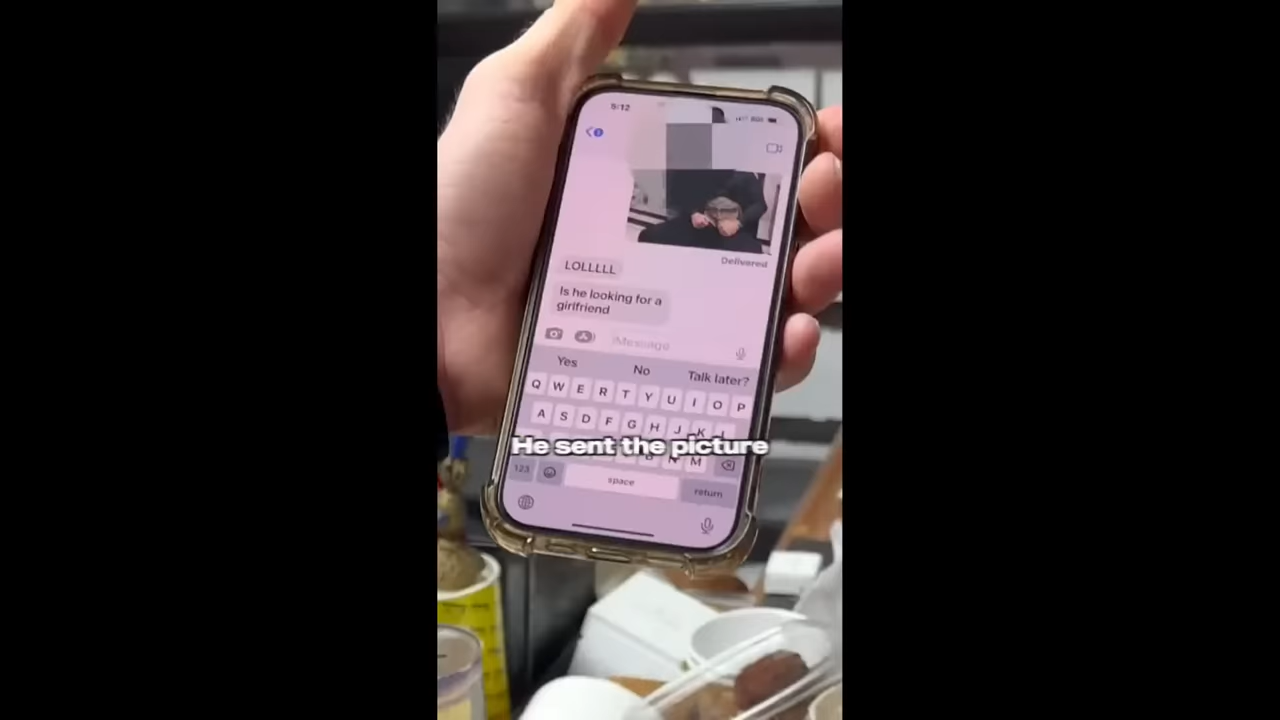 5:12
Delivered
LOLLLLL
Is he looking for a
girlfriend
iMessage
Yes No Talk later?
Q W E R T Y U I O P
A S D F G H J K L
He sent the picture
B N M
123 space return